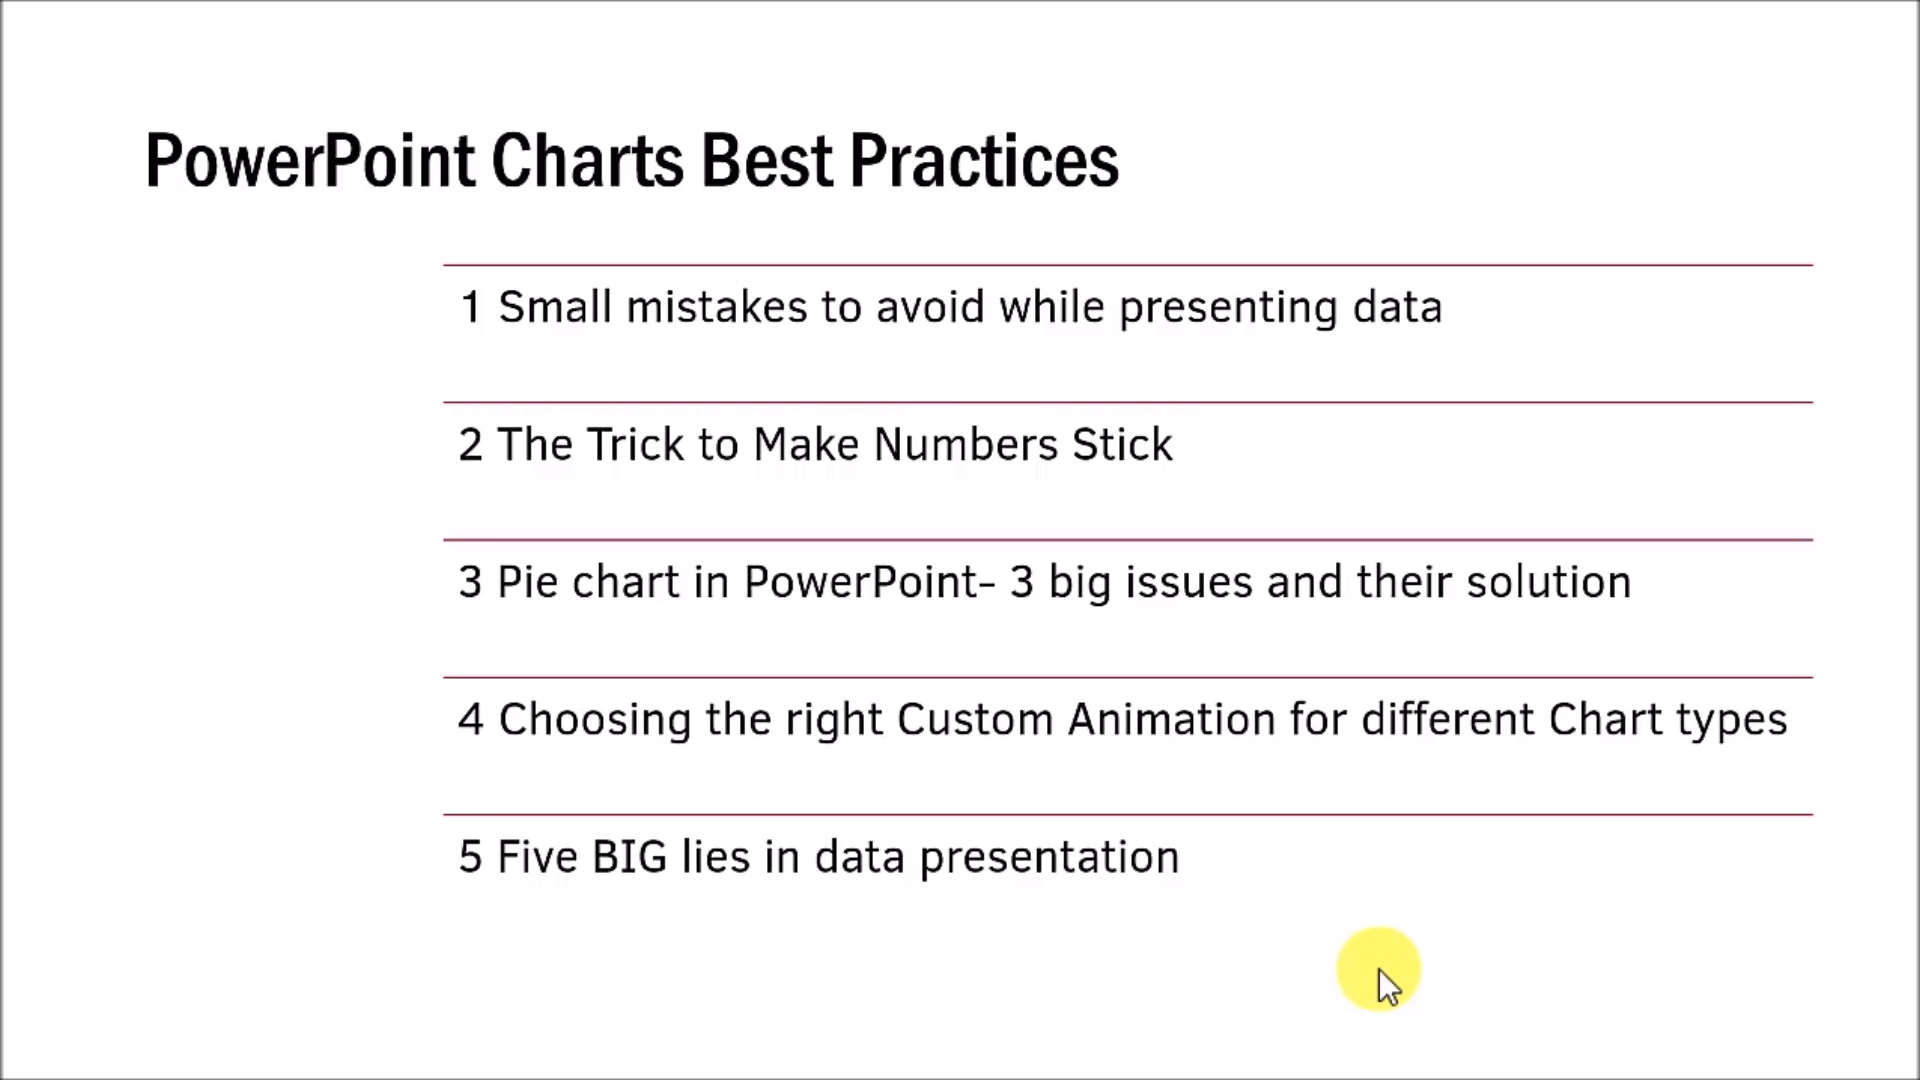 PowerPoint Charts Best Practices
1 Small mistakes to avoid while presenting data
2 The Trick to Make Numbers Stick
3 Pie chart in PowerPoint- 3 big issues and their solution
4 Choosing the right Custom Animation for different Chart types
5 Five BIG lies in data presentation